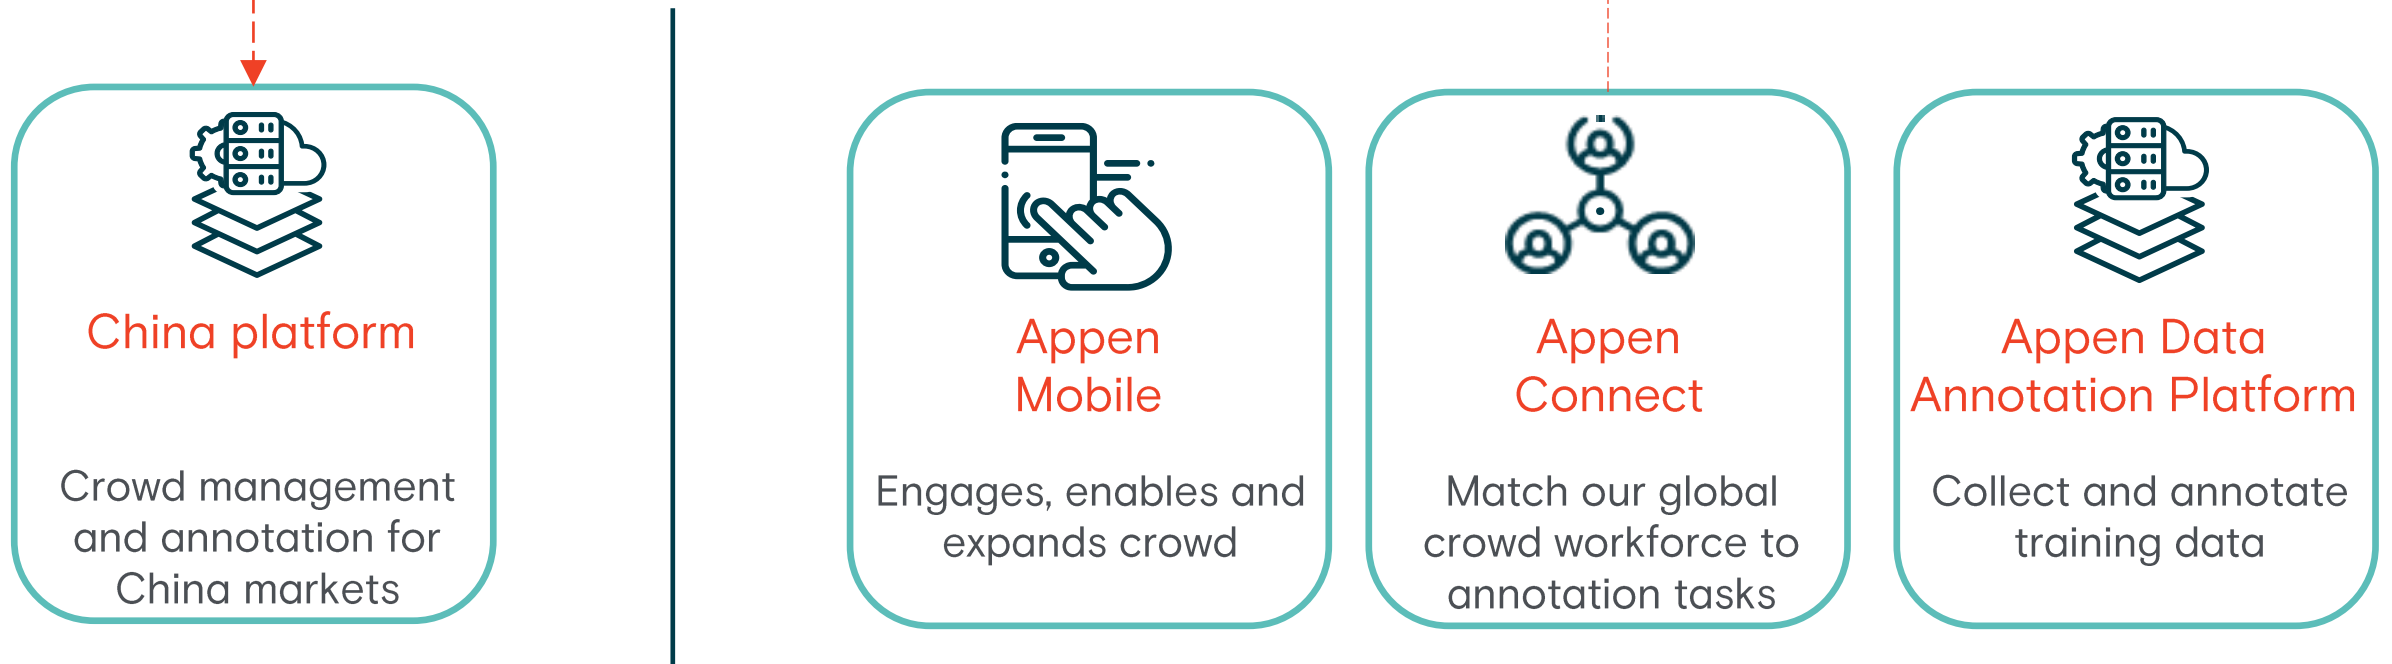 China platform
Crowd management
and annotation for
China markets
Appen
Mobile
Engages, enables and
expands crowd
Appen
Connect
Match our global
crowd workforce to
annotation tasks
Appen Data
Annotation Platform
Collect and annotate
training data